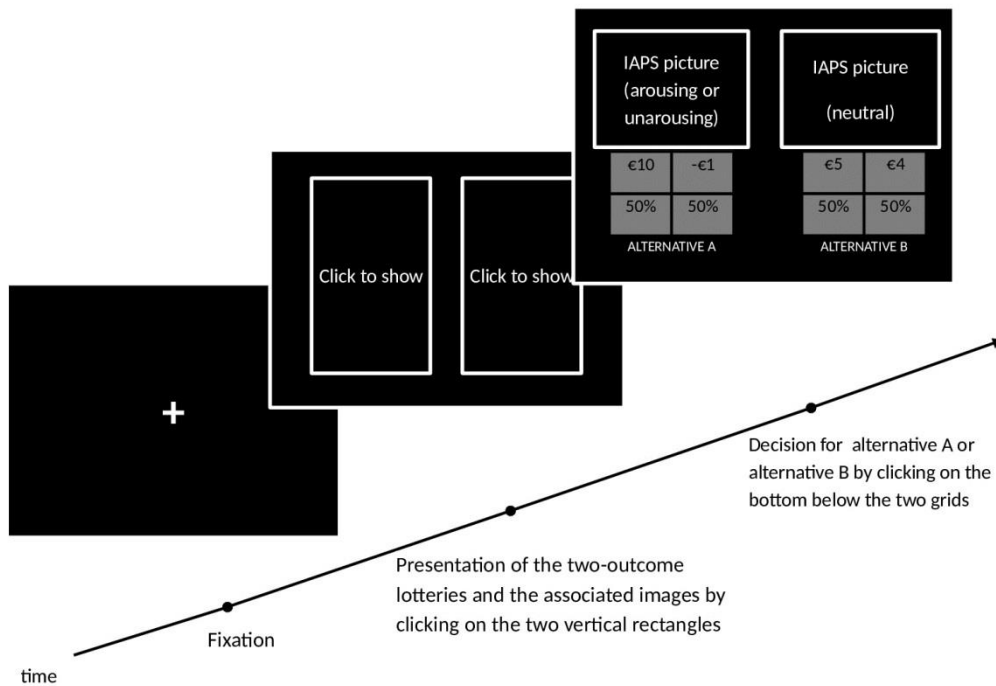 IAPS picture
(arousing or
unarousing)
IAPS picture
(neutral)
€10 -€1
50% 50%
ALTERNATIVE A
€5 €4
50% 50%
ALTERNATIVE B
Click to show
Click to show
+
Decision for alternative A or
alternative B by clicking on the
bottom below the two grids
Presentation of the two-outcome
lotteries and the associated images by
clicking on the two vertical rectangles
Fixation
time